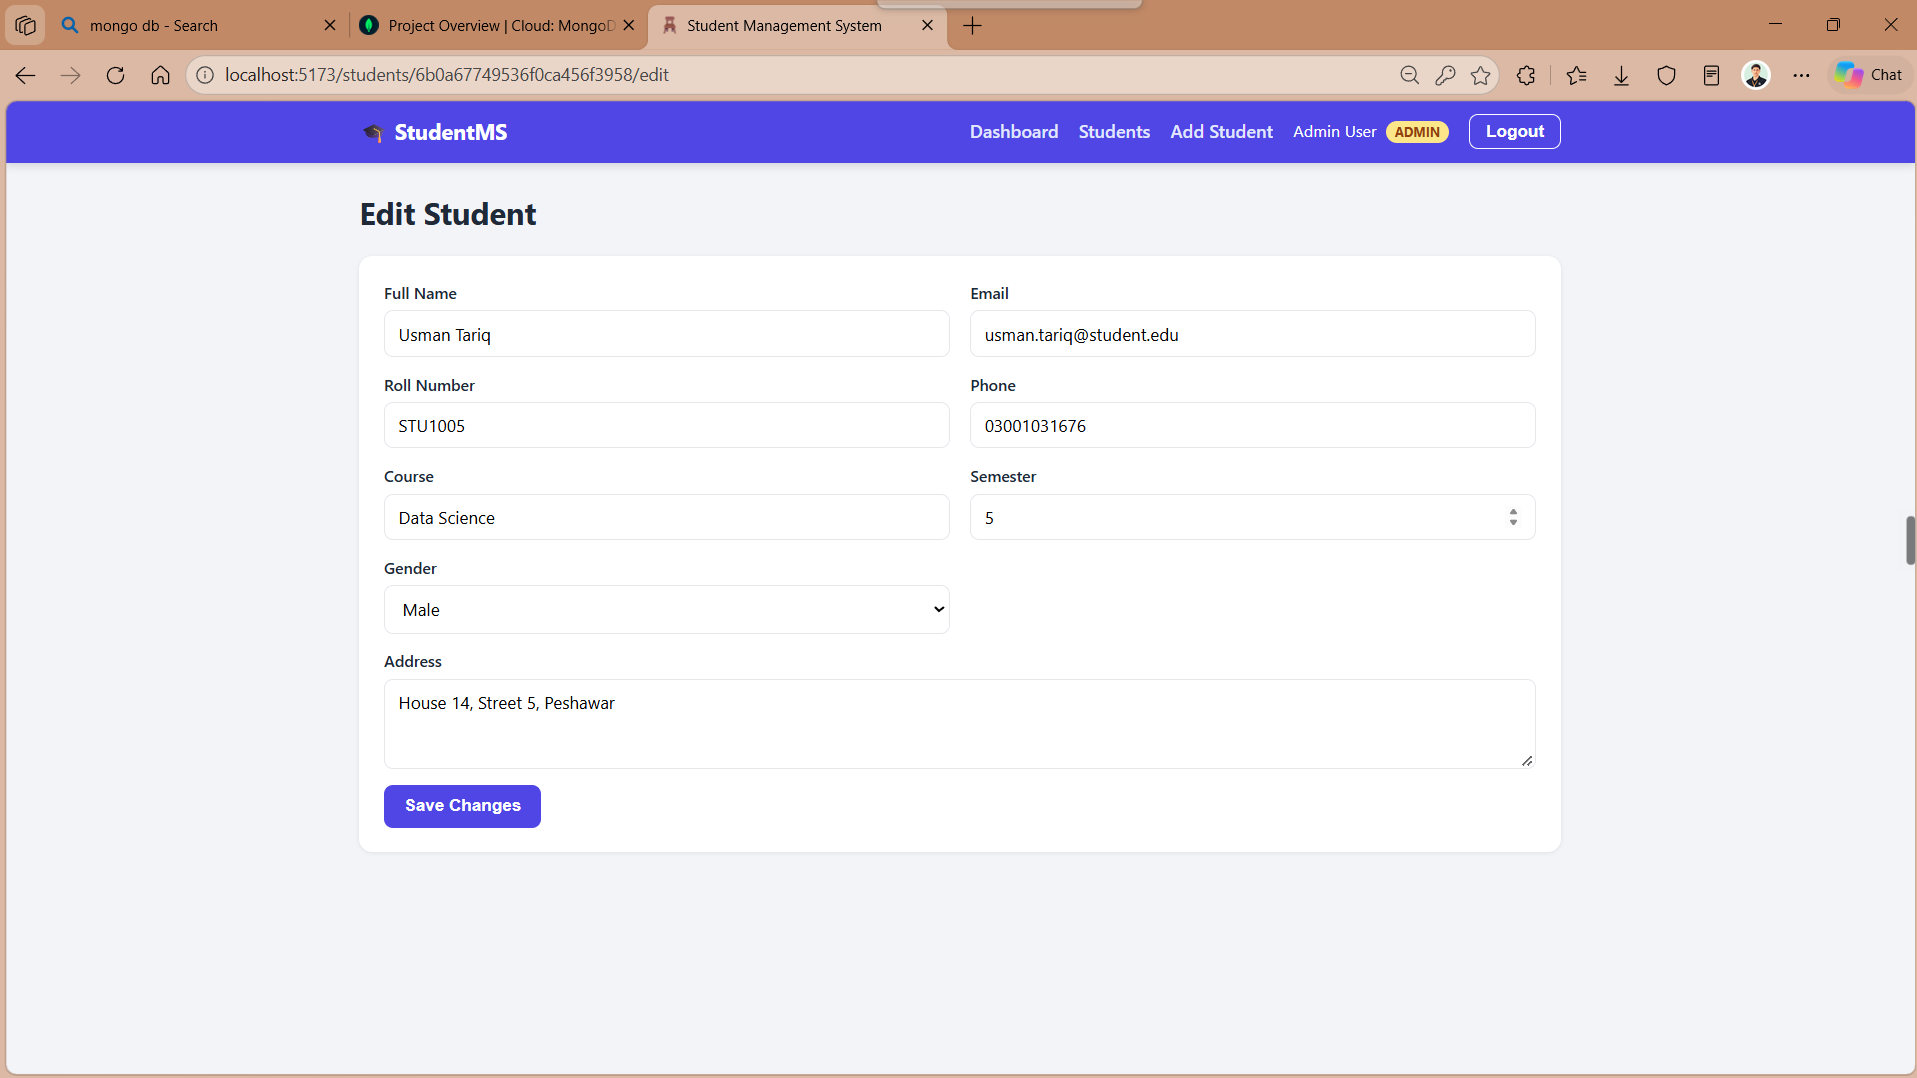 mongo db - Search
Project Overview | Cloud: MongoD
Student Management System
localhost:5173/students/6b0a67749536f0ca456f3958/edit
Chat
StudentMS
Dashboard Students Add Student Admin User ADMIN Logout
Edit Student
Full Name Email
Usman Tariq usman.tariq@student.edu
Roll Number Phone
STU1005 03001031676
Course Semester
Data Science 5
Gender
Male
Address
House 14, Street 5, Peshawar
Save Changes